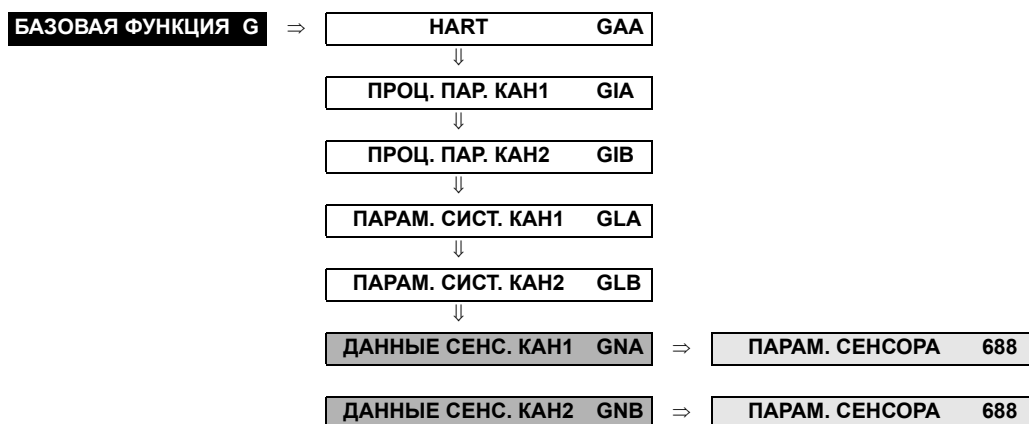 БАЗОВАЯ ФУНКЦИЯ G ⇒ HART GAA
⇓
ПРОЦ. ПАР. КАН1 GIA
⇓
ПРОЦ. ПАР. КАН2 GIB
⇓
ПАРАМ. СИСТ. КАН1 GLA
⇓
ПАРАМ. СИСТ. КАН2 GLB
⇓
ДАННЫЕ СЕНС. КАН1 GNA ⇒ ПАРАМ. СЕНСОРА 688
ДАННЫЕ СЕНС. КАН2 GNB ⇒ ПАРАМ. СЕНСОРА 688